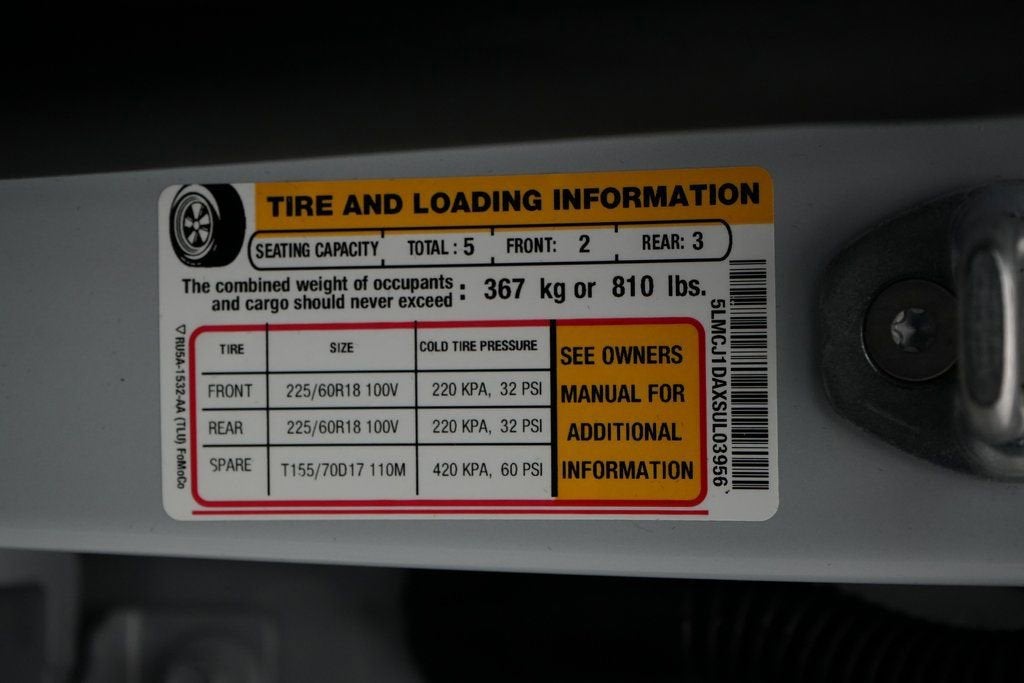 TIRE AND LOADING INFORMATION
SEATING CAPACITY TOTAL : 5 FRONT: 2 REAR: 3
The combined weight of occupants
and cargo should never exceed : 367 kg or 810 lbs.
TIRE SIZE COLD TIRE PRESSURE
FRONT 225/60R18 100V 220 KPA, 32 PSI
REAR 225/60R18 100V 220 KPA, 32 PSI
SPARE T155/70D17 110M 420 KPA, 60 PSI
SEE OWNERS
MANUAL FOR
ADDITIONAL
INFORMATION
5LMCJ1DAXSUL03956
▽RU5A-1532-AA (TLU) FoMoCo